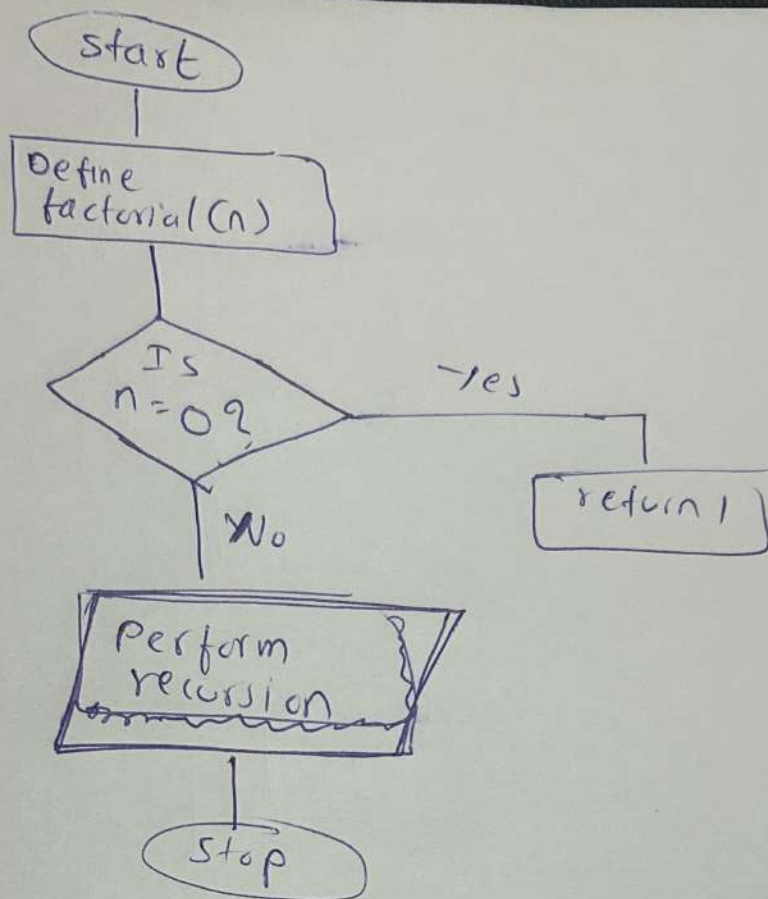 start
Define
factorial(n)
Is
n=0?
Yes
return 1
No
Perform
recursion
Stop